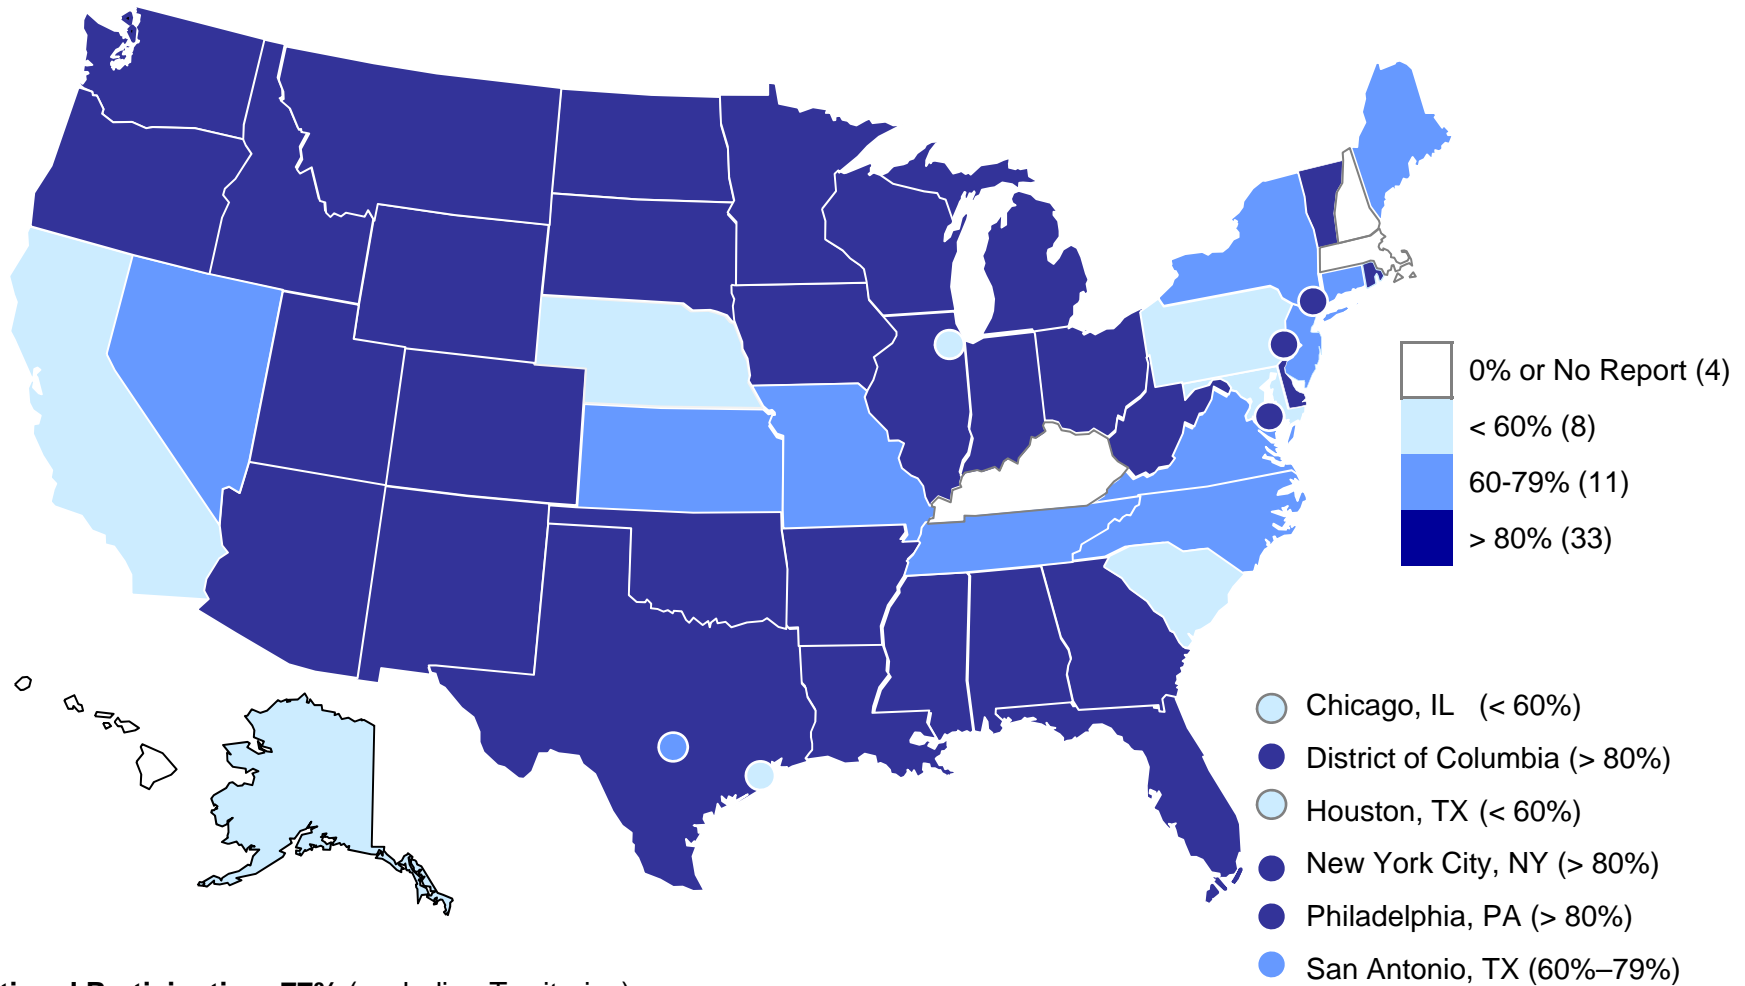 0% or No Report (4)
< 60% (8)
60-79% (11)
> 80% (33)
Chicago, IL (< 60%)
District of Columbia (> 80%)
Houston, TX (< 60%)
New York City, NY (> 80%)
Philadelphia, PA (> 80%)
San Antonio, TX (60%–79%)